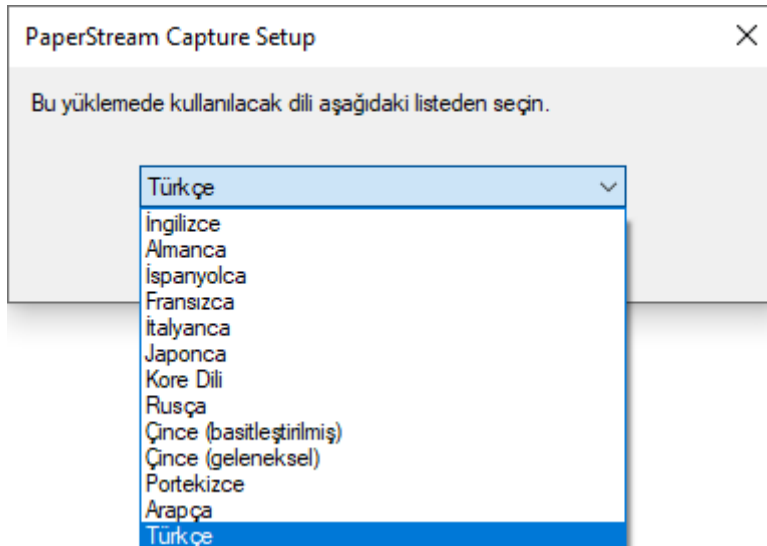 PaperStream Capture Setup
Bu yüklemede kullanılacak dili aşağıdaki listeden seçin.
Türkçe
İngilizce
Almanca
İspanyolca
Fransızca
İtalyanca
Japonca
Kore Dili
Rusça
Çince (basitleştirilmiş)
Çince (geleneksel)
Portekizce
Arapça
Türkçe